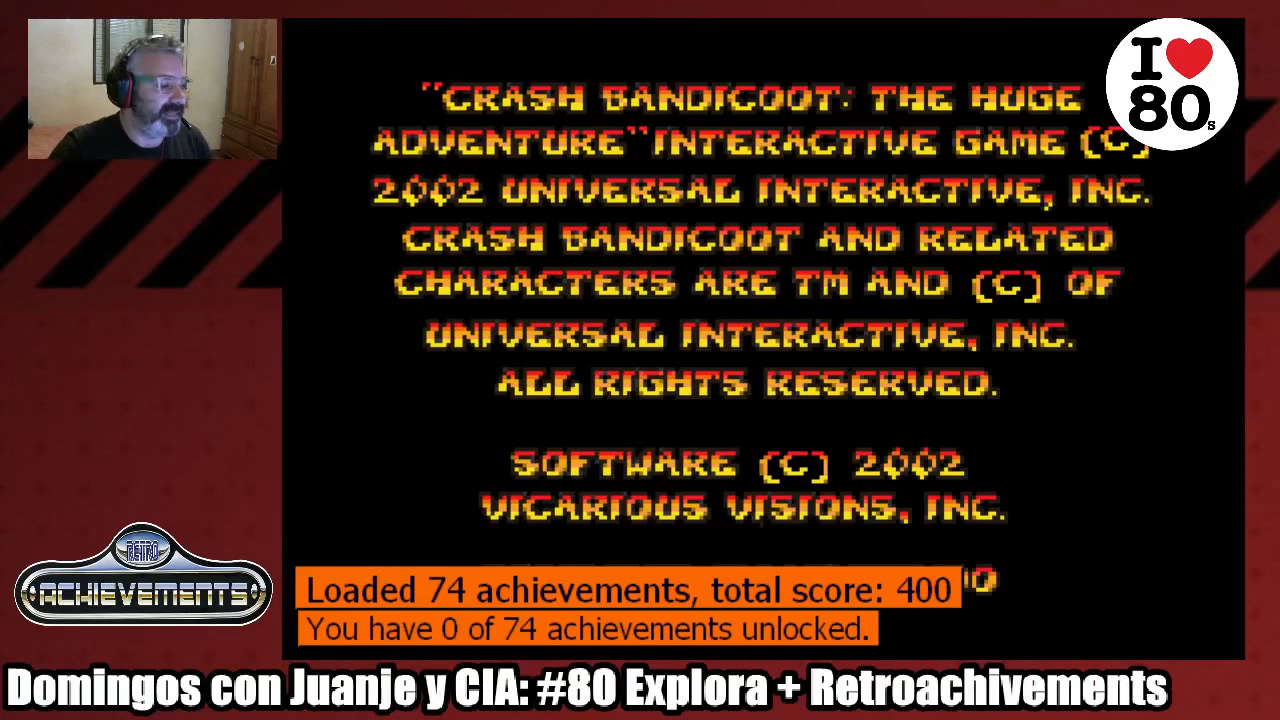 "CRASH BANDICOOT: THE HUGE
ADVENTURE" INTERACTIVE GAME (C)
2002 UNIVERSAL INTERACTIVE, INC.
CRASH BANDICOOT AND RELATED
CHARACTERS ARE TM AND (C) OF
UNIVERSAL INTERACTIVE, INC.
ALL RIGHTS RESERVED.
SOFTWARE (C) 2002
VICARIOUS VISIONS, INC.
Loaded 74 achievements, total score: 400
You have 0 of 74 achievements unlocked.
I
80s
RETRO
ACHIEVEMENTS
Domingos con Juanje y CIA: #80 Explora + Retroachivements